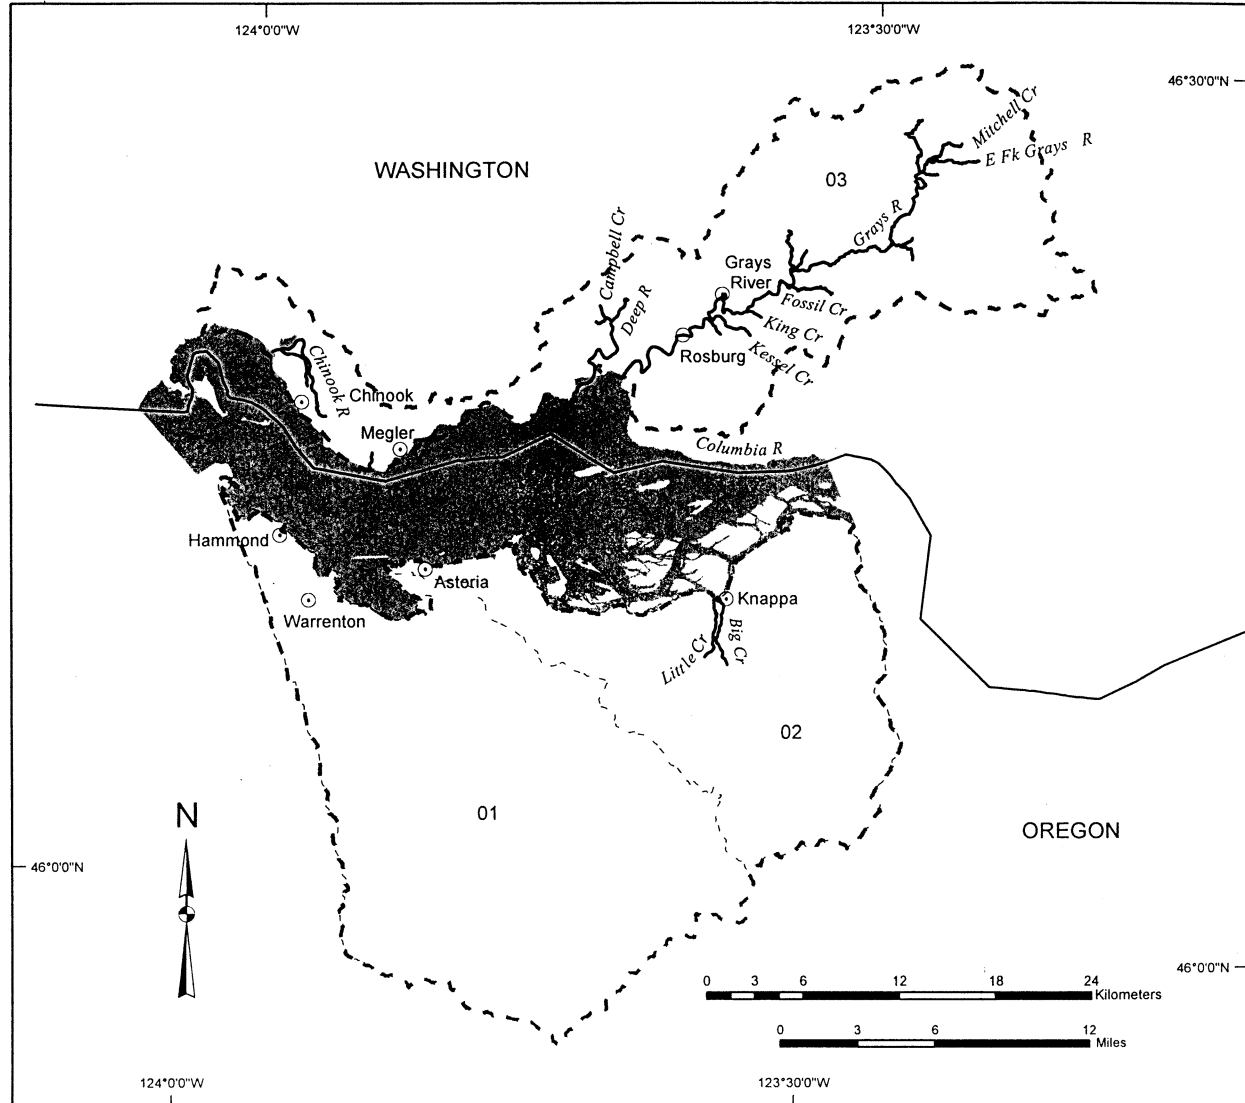 124°0'0"W
123°30'0"W
46°30'0"N
Mitchell Cr
E Fk Grays R
WASHINGTON
03
Grays R
Campbell Cr
Grays
River
Deep R
Fossil Cr
King Cr
Rosburg
Kessel Cr
Chinook R
Chinook
Megler
Columbia R
Hammond
Astoria
Knappa
Warrenton
Big Cr
Little Cr
02
01
N
OREGON
46°0'0"N
46°0'0"N
0 3 6 12 18 24
Kilometers
0 3 6 12
Miles
124°0'0"W
123°30'0"W